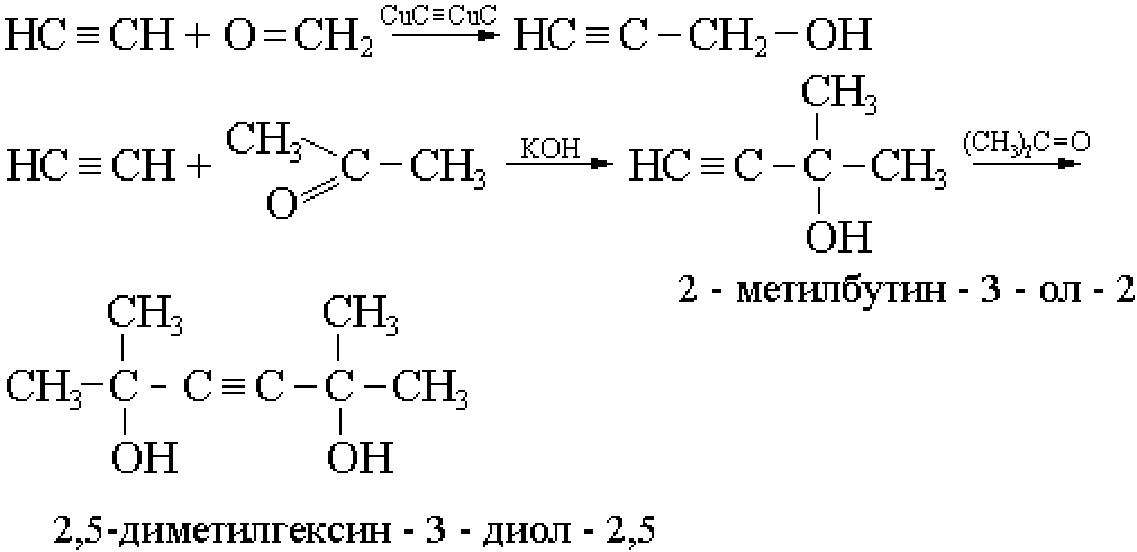 CuC≡CuC
HC≡CH + O=CH₂ → HC≡C–CH₂–OH
CH₃
CH₃ KOH (CH₃)₂C=O
HC≡CH + C–CH₃ → HC≡C–C–CH₃ →
O OH
2 - метилбутин - 3 - ол - 2
CH₃ CH₃
CH₃–C - C≡C–C–CH₃
OH OH
2,5-диметилгексин - 3 - диол - 2,5